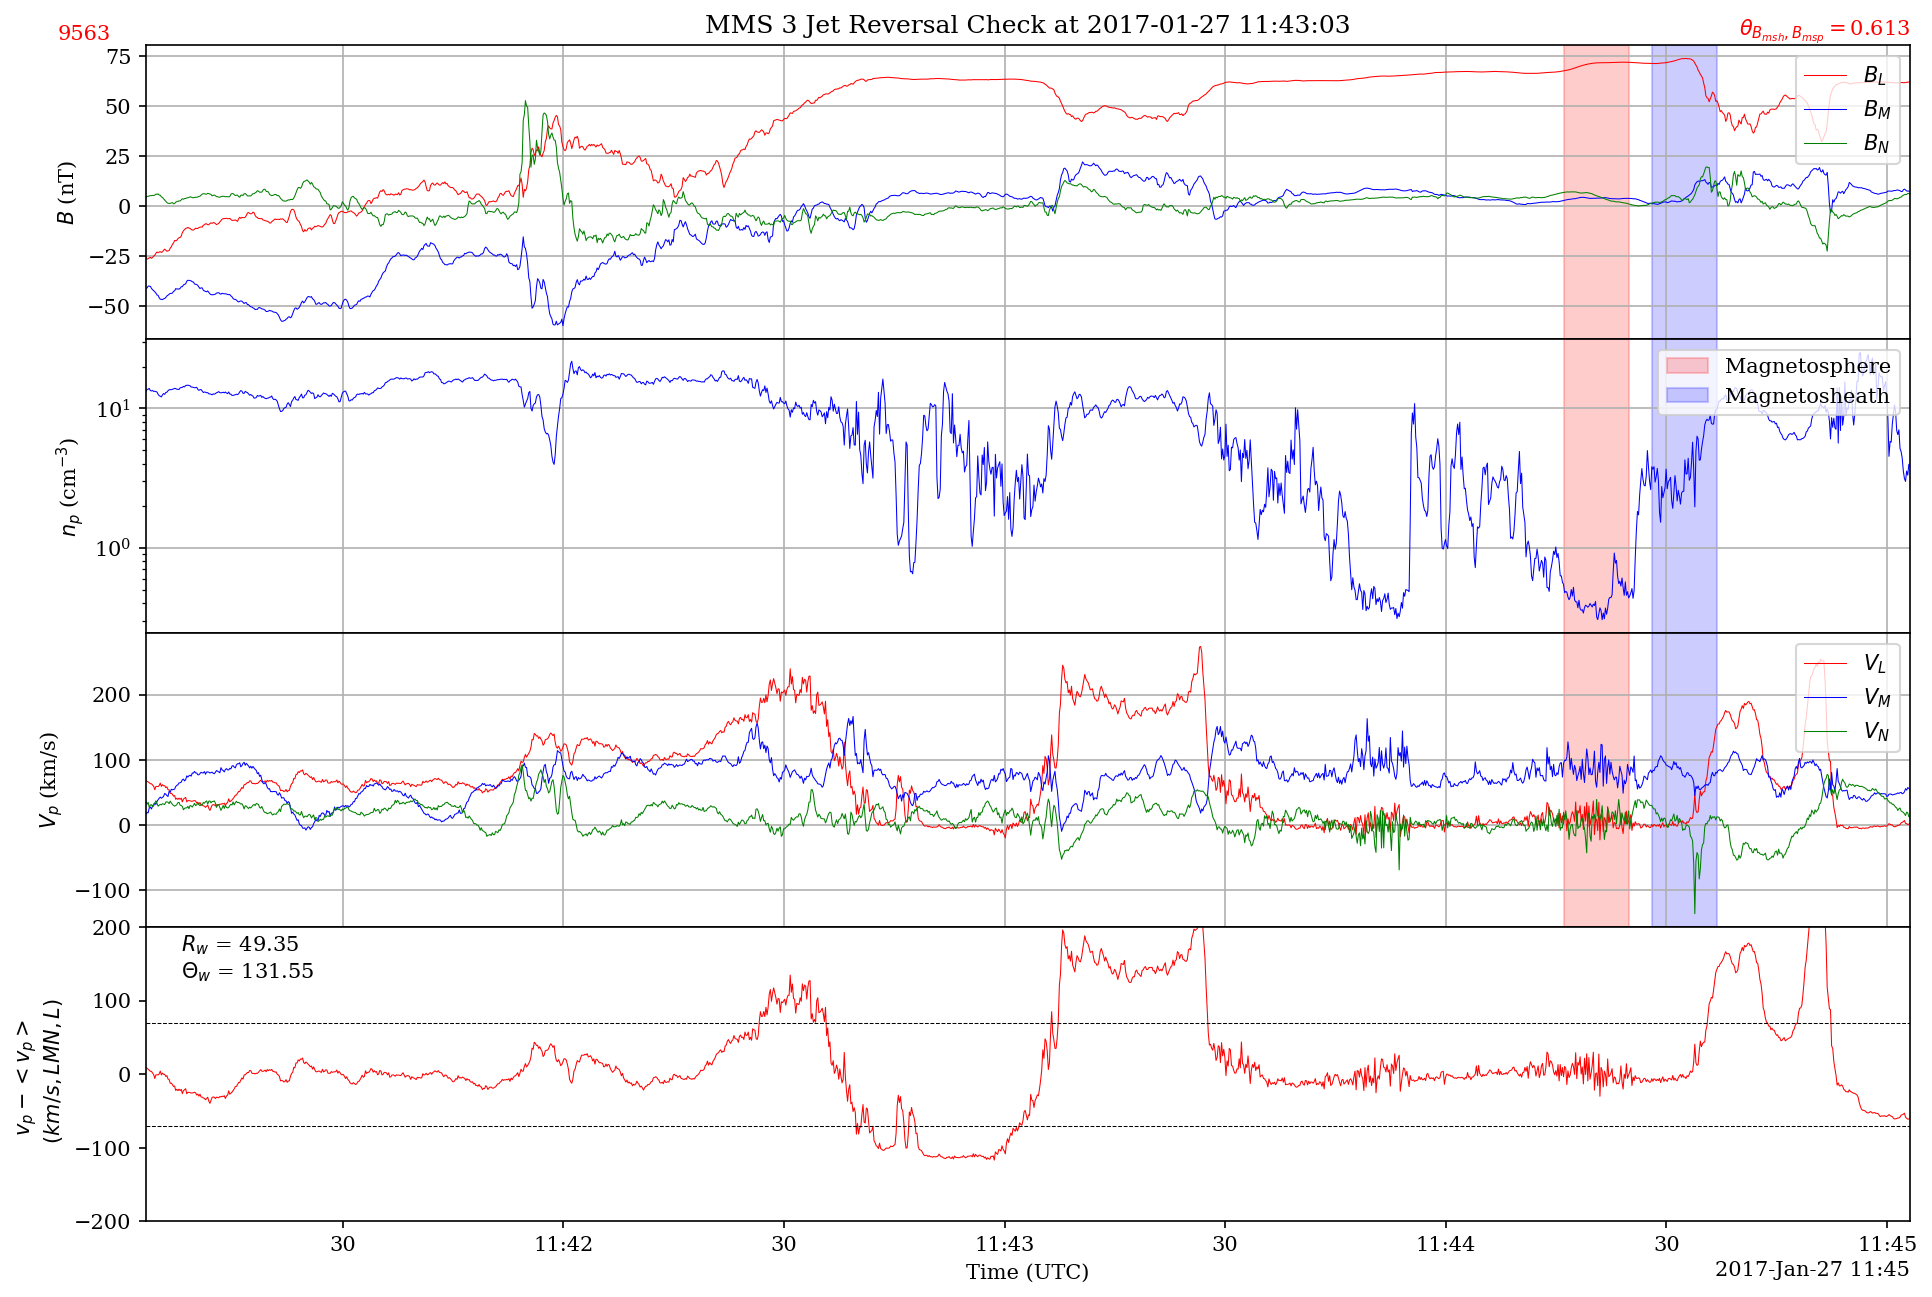 MMS 3 Jet Reversal Check at 2017-01-27 11:43:03
9563
θ_{B_{msh}, B_{msp}} = 0.613
75
50
25
0
−25
−50
B (nT)
B_L
B_M
B_N
10^1
10^0
n_p (cm^{−3})
Magnetosphere
Magnetosheath
200
100
0
−100
V_p (km/s)
V_L
V_M
V_N
200
100
0
−100
−200
v_p − < v_p >
(km/s, LMN, L)
R_w = 49.35
Θ_w = 131.55
30
11:42
30
11:43
30
11:44
30
11:45
Time (UTC)
2017-Jan-27 11:45